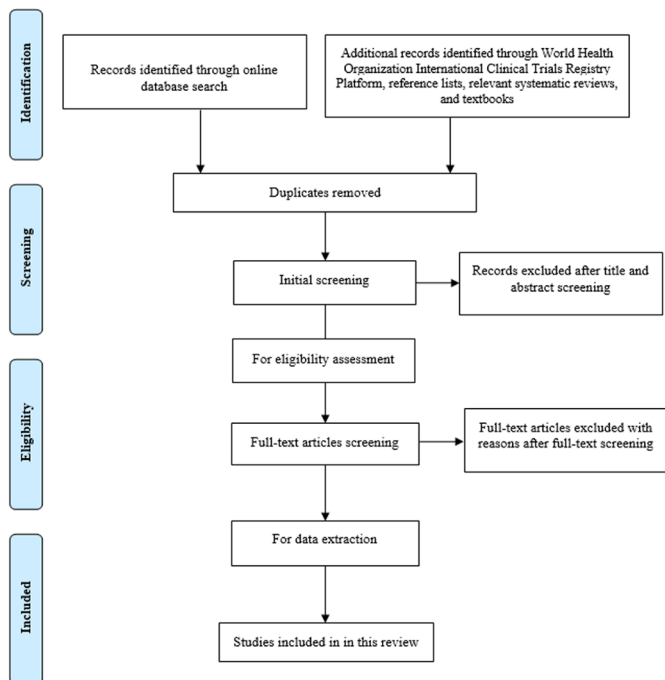 Identification
Records identified through online
database search
Additional records identified through World Health
Organization International Clinical Trials Registry
Platform, reference lists, relevant systematic reviews,
and textbooks
Duplicates removed
Screening
Initial screening
Records excluded after title and
abstract screening
For eligibility assessment
Eligibility
Full-text articles screening
Full-text articles excluded with
reasons after full-text screening
For data extraction
Included
Studies included in in this review